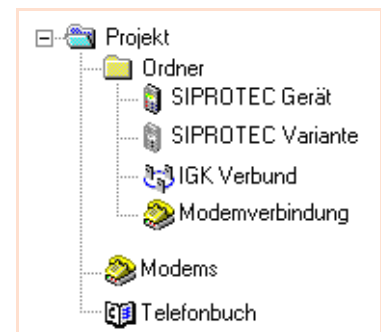 Projekt
Ordner
SIPROTEC Gerät
SIPROTEC Variante
IGK Verbund
Modemverbindung
Modems
Telefonbuch